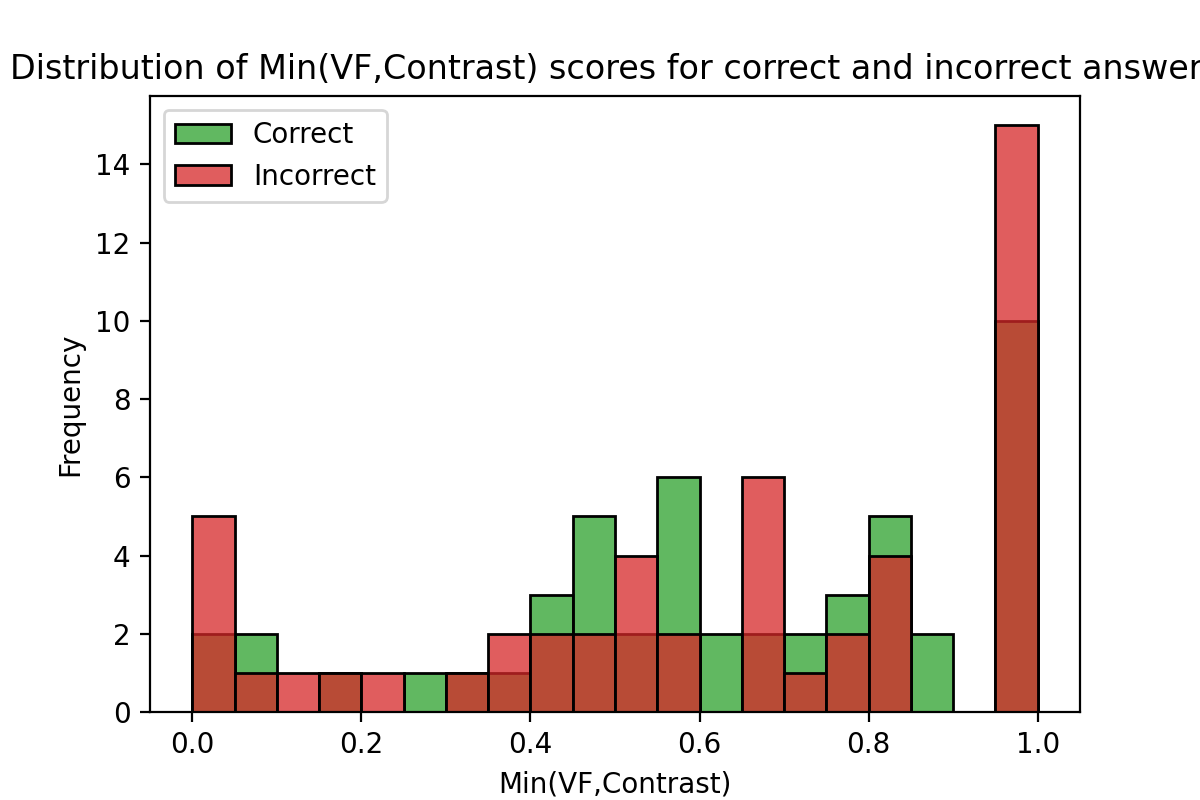 Distribution of Min(VF,Contrast) scores for correct and incorrect answer
Correct
Incorrect
Frequency
14
12
10
8
6
4
2
0
0.0 0.2 0.4 0.6 0.8 1.0
Min(VF,Contrast)